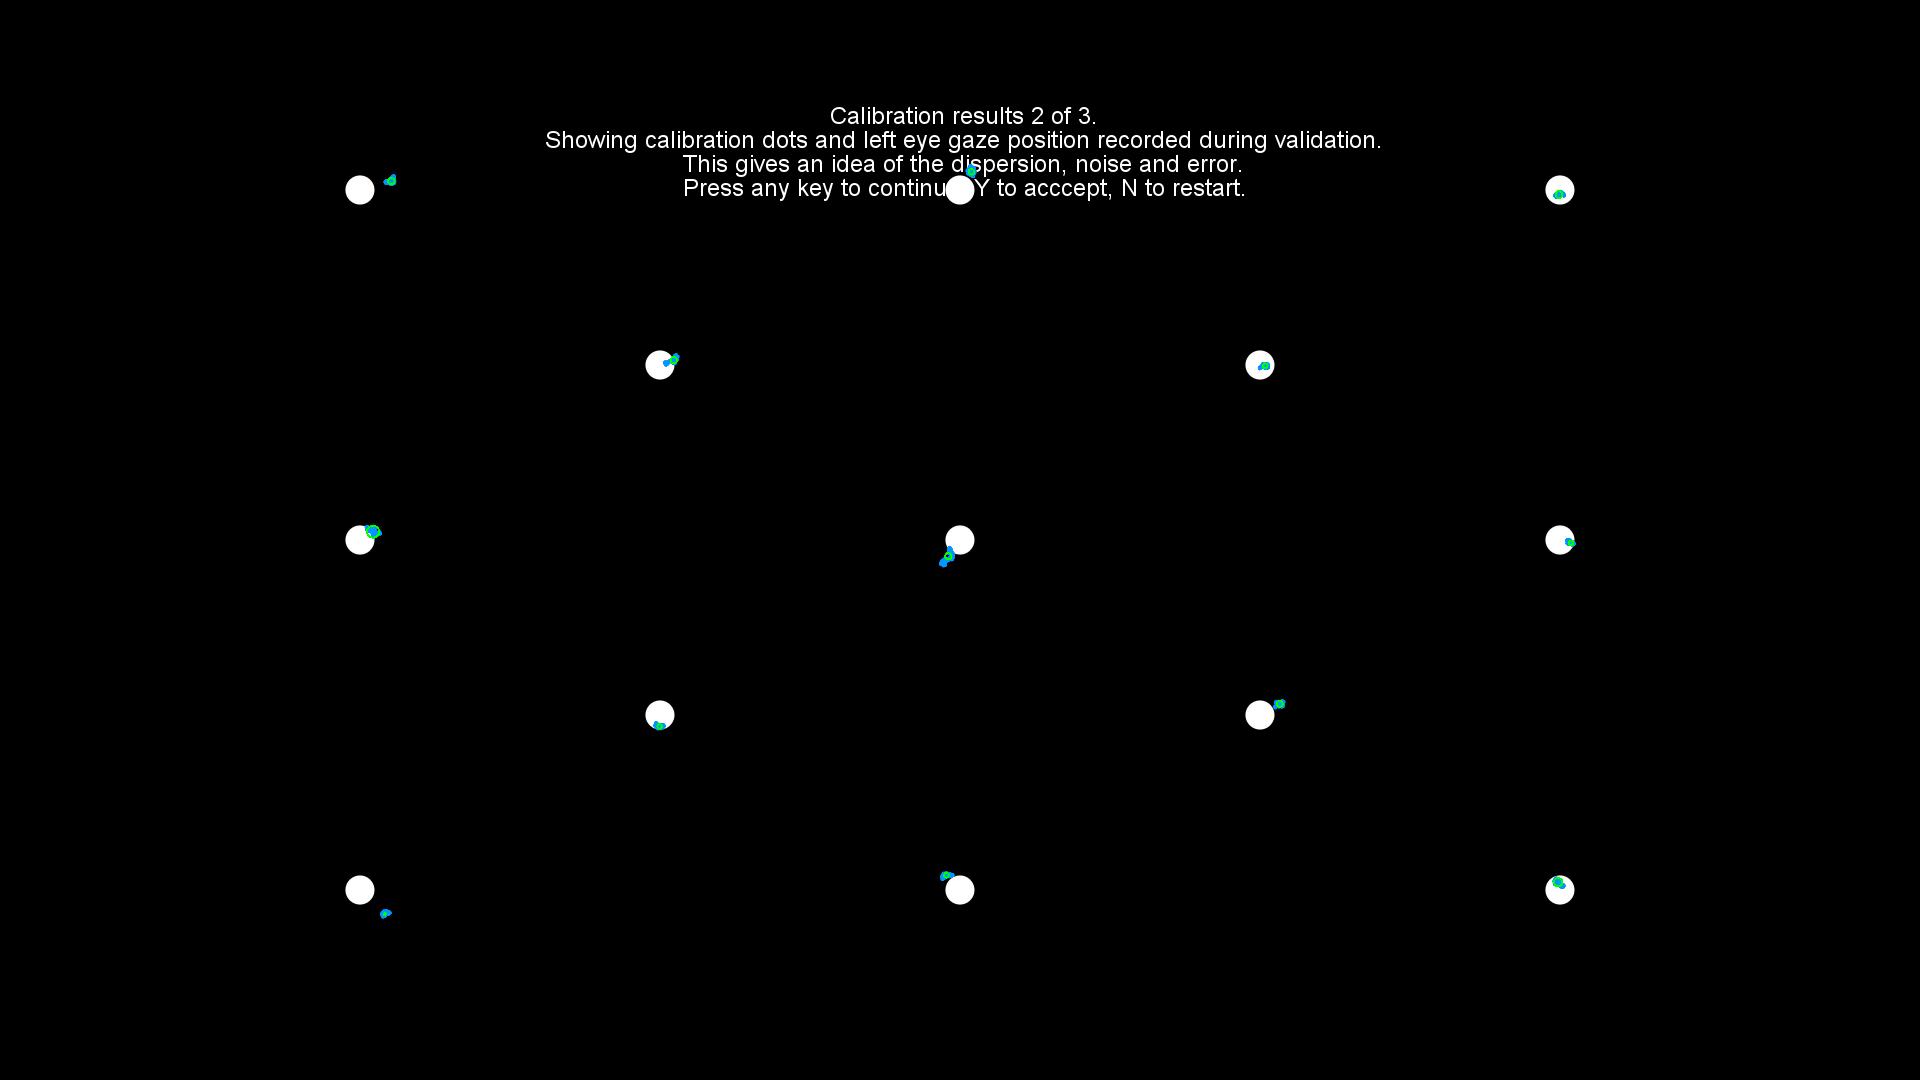 Calibration results 2 of 3.
Showing calibration dots and left eye gaze position recorded during validation.
This gives an idea of the dispersion, noise and error.
Press any key to continu Y to acccept, N to restart.